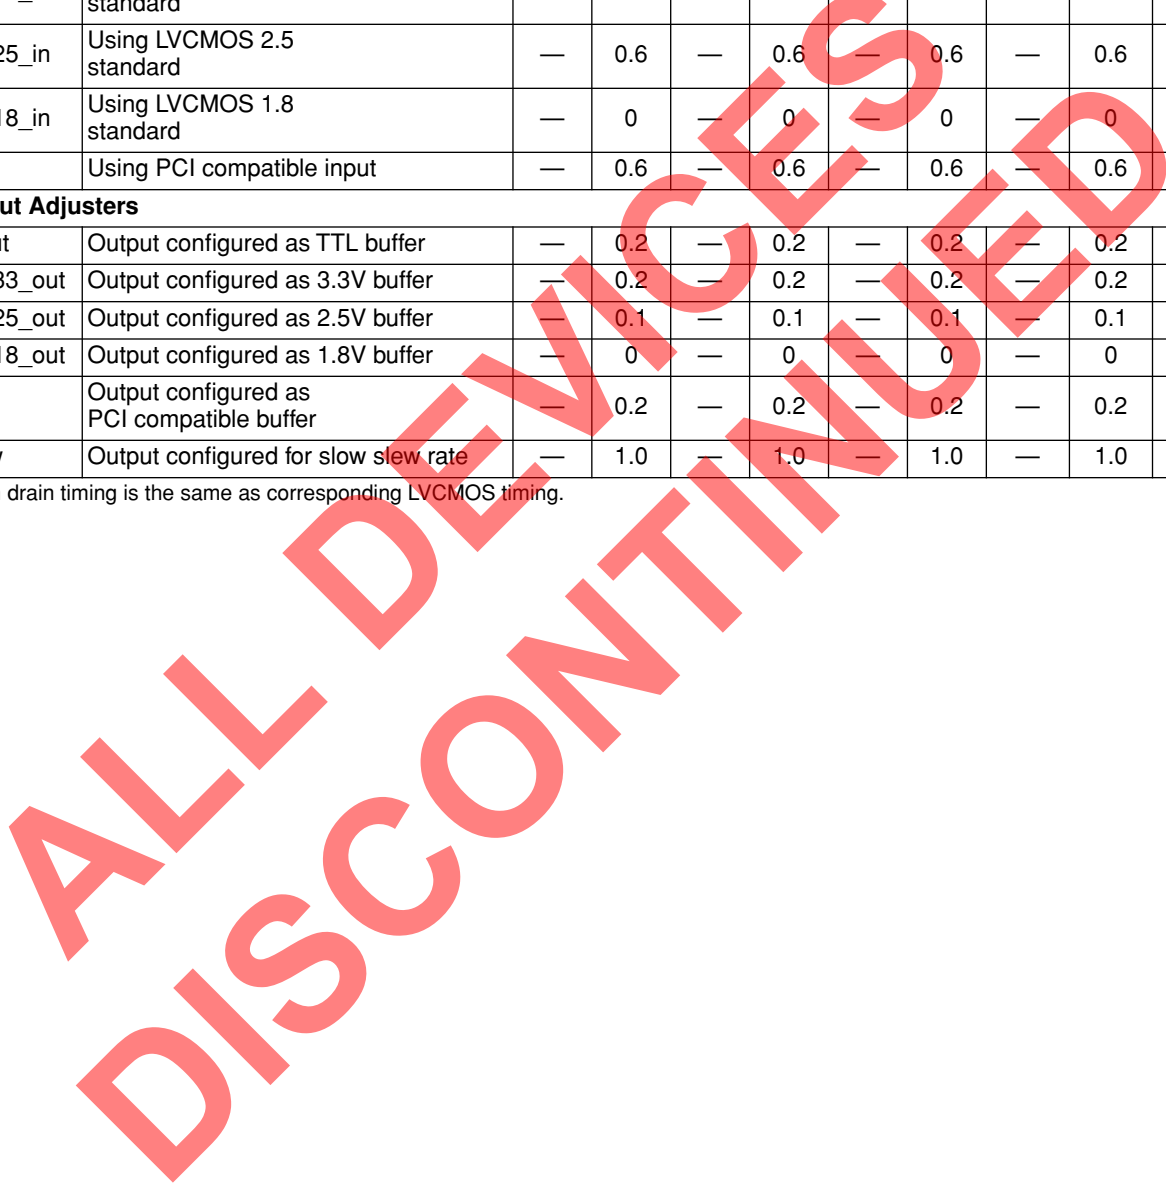 standard
25_in Using LVCMOS 2.5 — 0.6 — 0.6 — 0.6 — 0.6
standard
18_in Using LVCMOS 1.8 — 0 — 0 — 0 — 0
standard
Using PCI compatible input — 0.6 — 0.6 — 0.6 — 0.6
ut Adjusters
Output configured as TTL buffer — 0.2 — 0.2 — 0.2 — 0.2
33_out Output configured as 3.3V buffer — 0.2 — 0.2 — 0.2 — 0.2
25_out Output configured as 2.5V buffer — 0.1 — 0.1 — 0.1 — 0.1
18_out Output configured as 1.8V buffer — 0 — 0 — 0 — 0
Output configured as — 0.2 — 0.2 — 0.2 — 0.2
PCI compatible buffer
Output configured for slow slew rate — 1.0 — 1.0 — 1.0 — 1.0
drain timing is the same as corresponding LVCMOS timing.
ALL DEVICES
DISCONTINUED